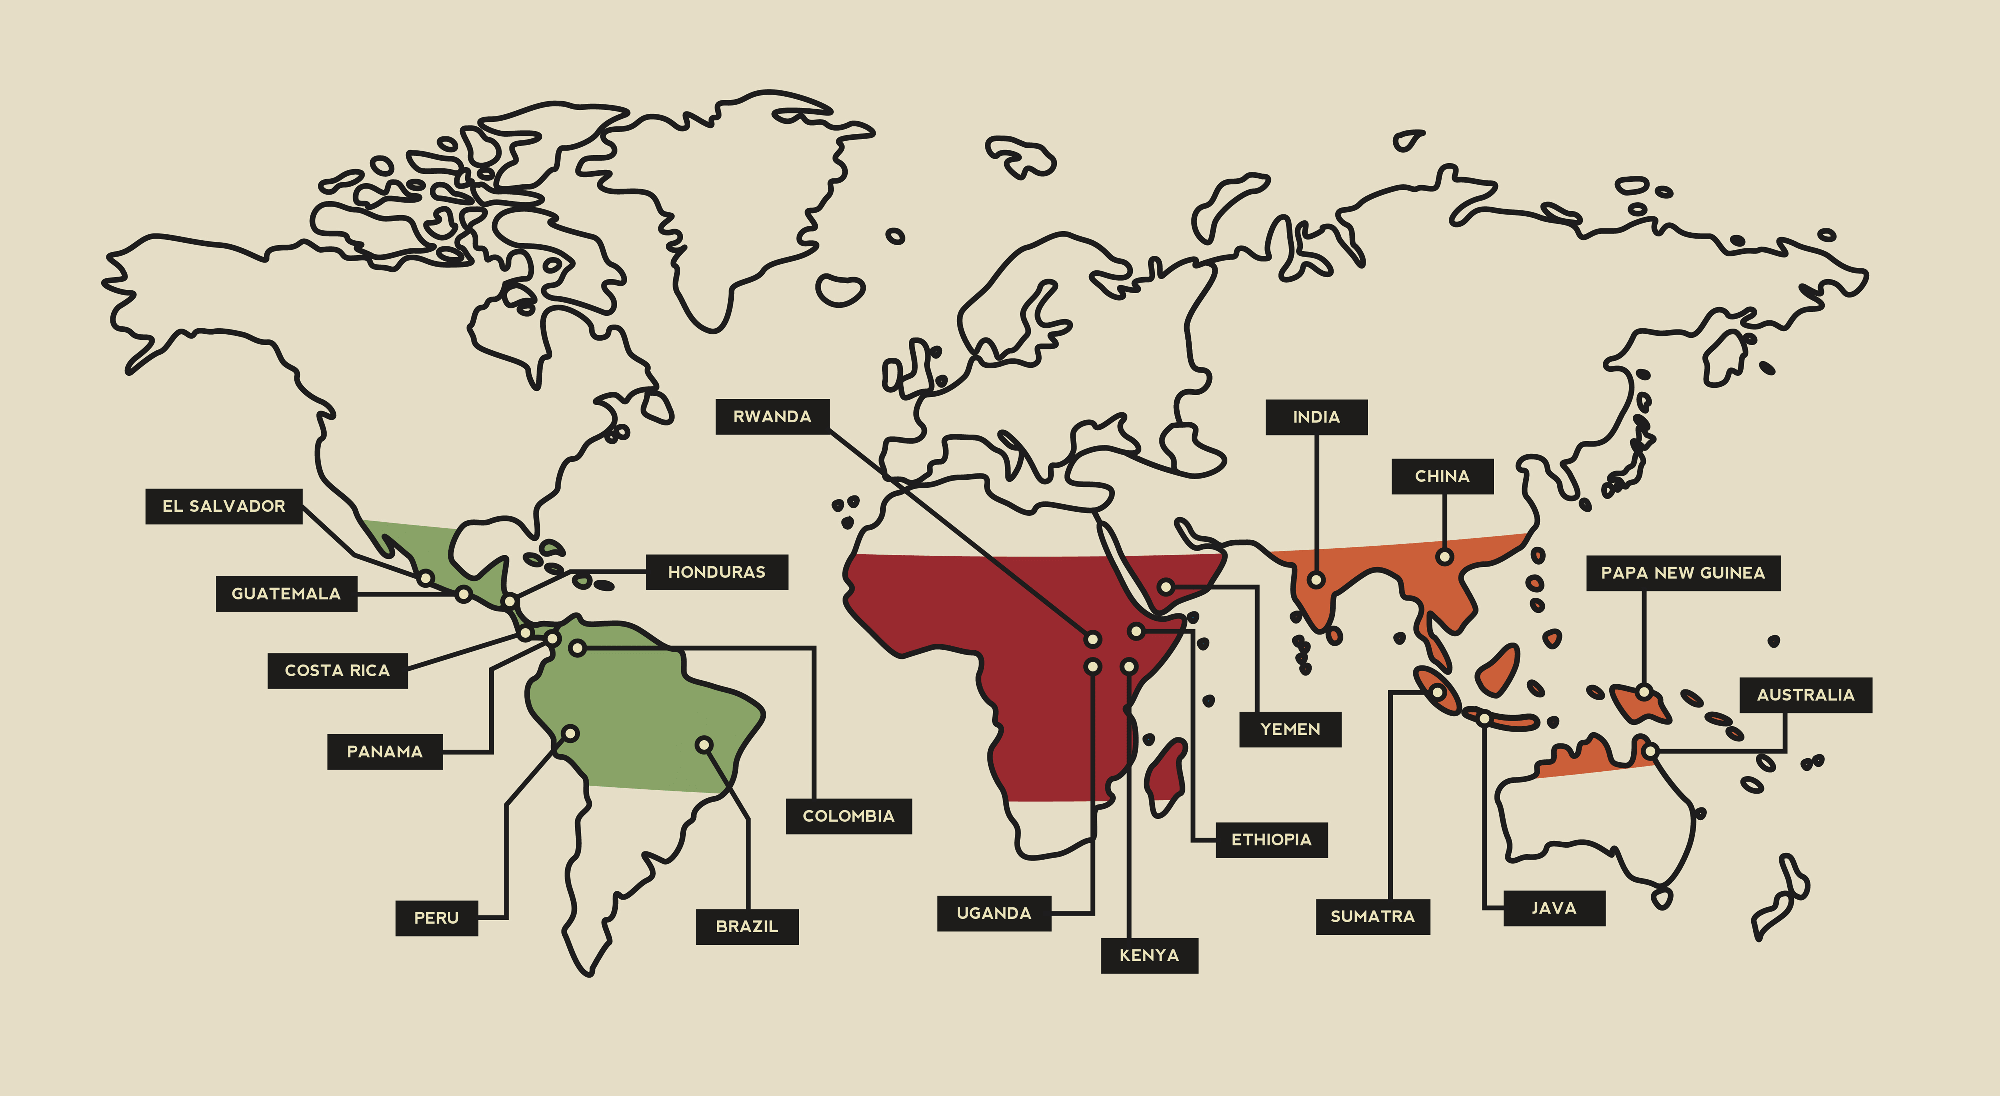 RWANDA
INDIA
CHINA
EL SALVADOR
HONDURAS
PAPA NEW GUINEA
GUATEMALA
COSTA RICA
AUSTRALIA
YEMEN
PANAMA
COLOMBIA
ETHIOPIA
JAVA
UGANDA
SUMATRA
PERU
BRAZIL
KENYA